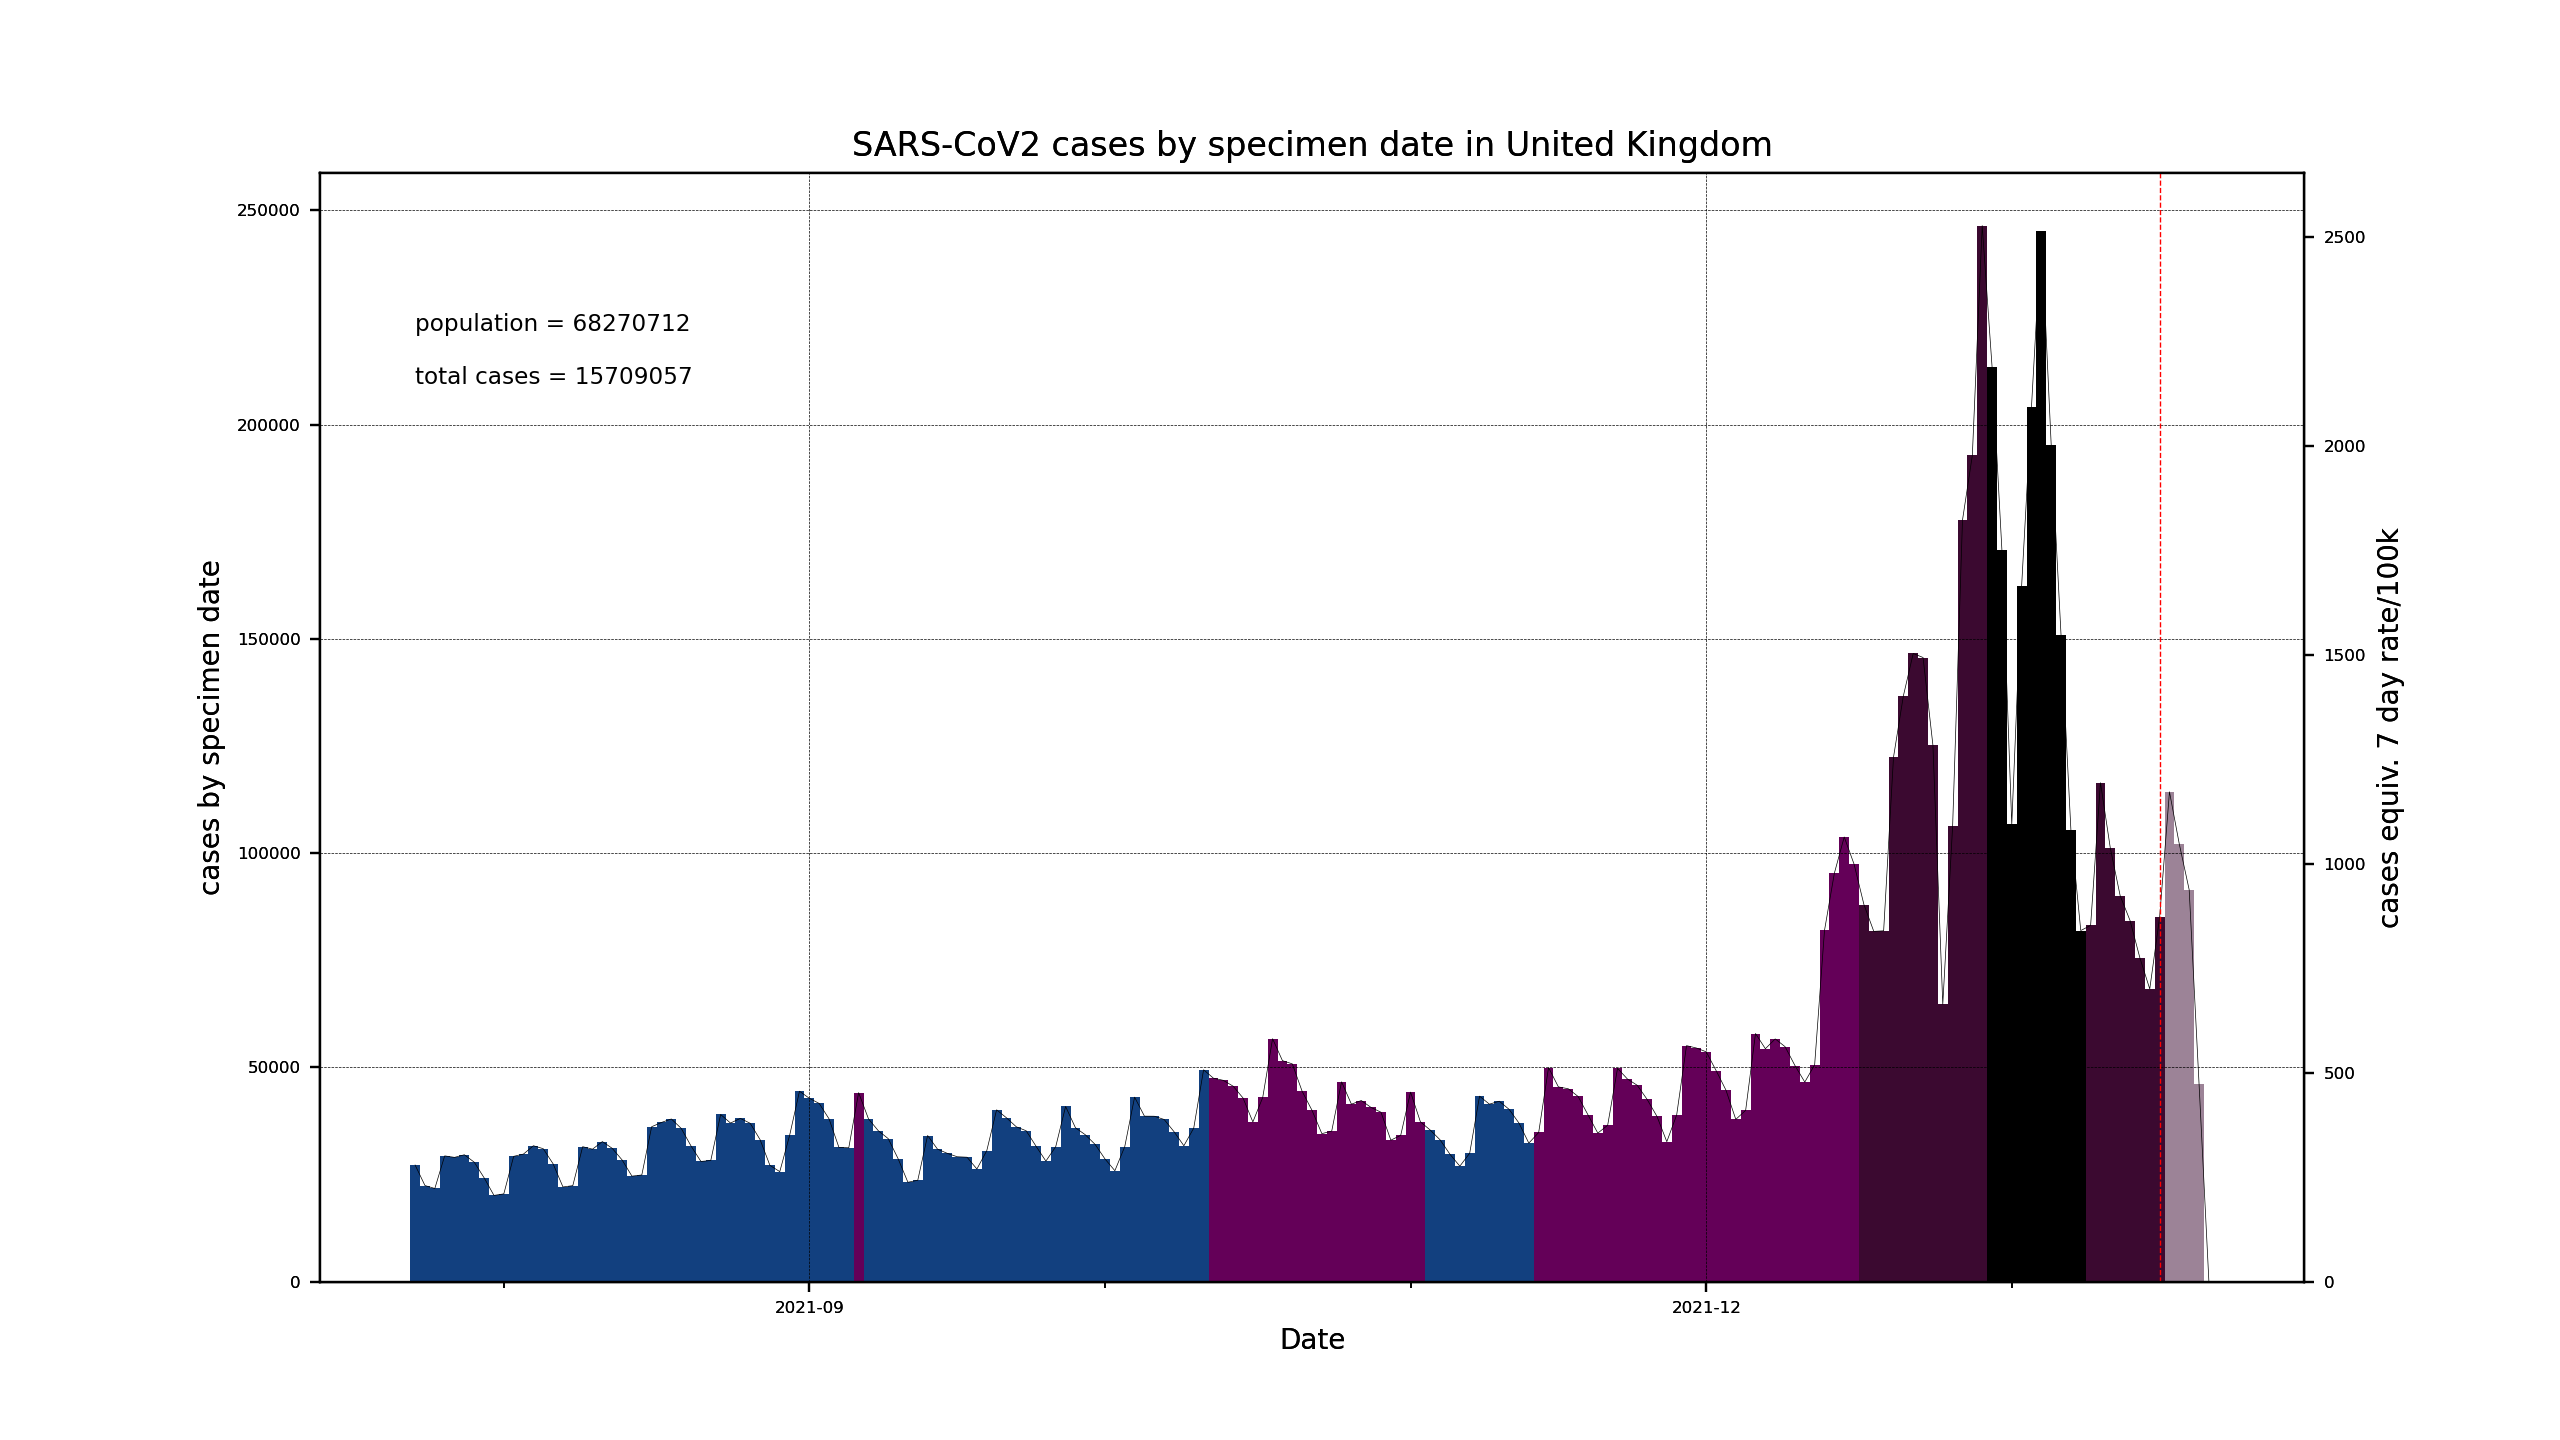 SARS-CoV2 cases by specimen date in United Kingdom
population = 68270712
total cases = 15709057
cases by specimen date
250000
200000
150000
100000
50000
0
cases equiv. 7 day rate/100k
2500
2000
1500
1000
500
0
2021-09
2021-12
Date